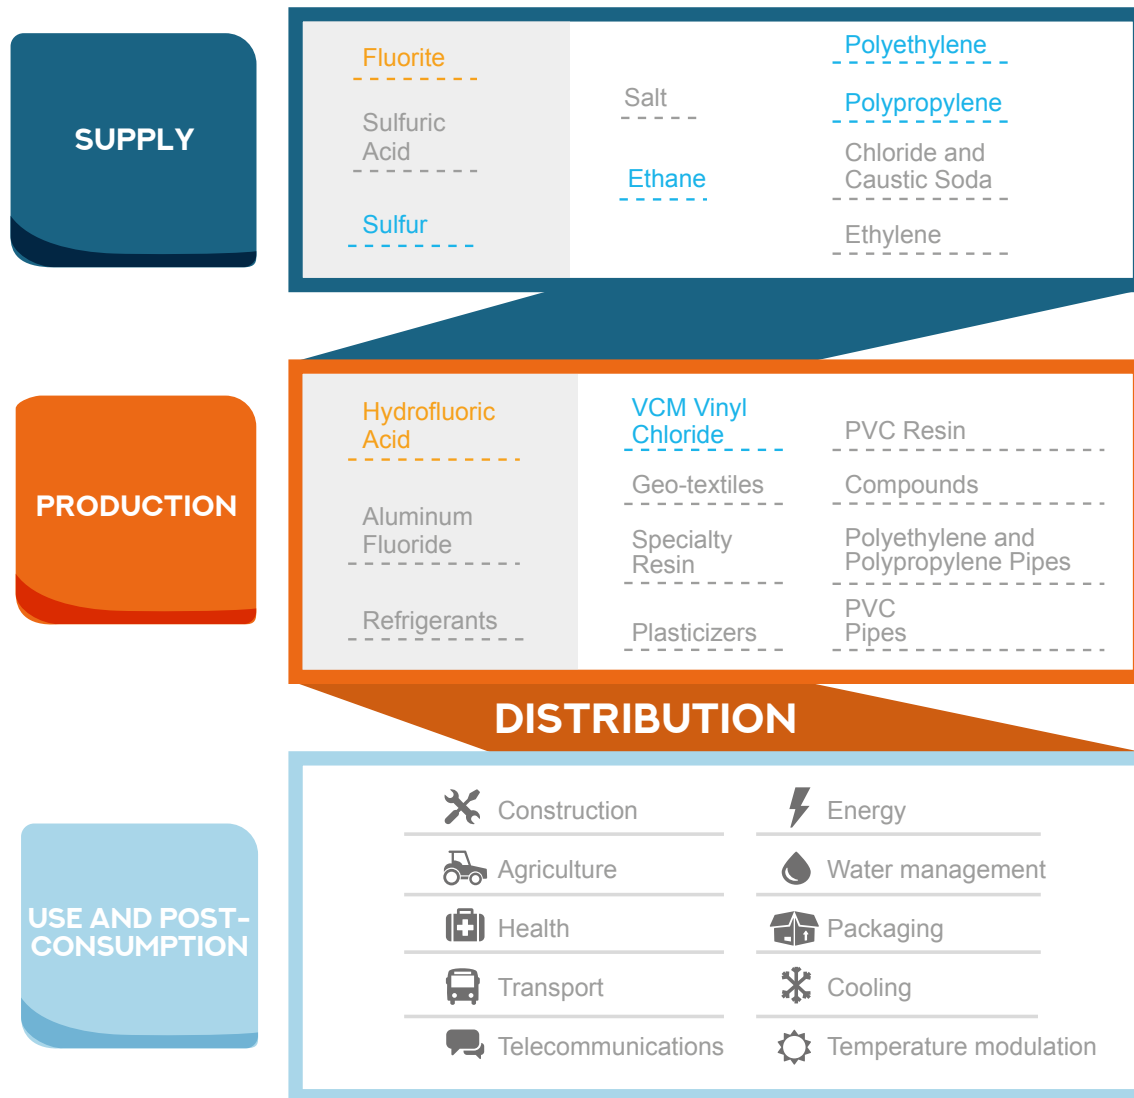 SUPPLY
Fluorite
Sulfuric
Acid
Sulfur
Salt
Ethane
Polyethylene
Polypropylene
Chloride and
Caustic Soda
Ethylene
PRODUCTION
Hydrofluoric
Acid
Aluminum
Fluoride
Refrigerants
VCM Vinyl
Chloride
Geo-textiles
Specialty
Resin
Plasticizers
PVC Resin
Compounds
Polyethylene and
Polypropylene Pipes
PVC
Pipes
DISTRIBUTION
USE AND POST-
CONSUMPTION
Construction
Agriculture
Health
Transport
Telecommunications
Energy
Water management
Packaging
Cooling
Temperature modulation